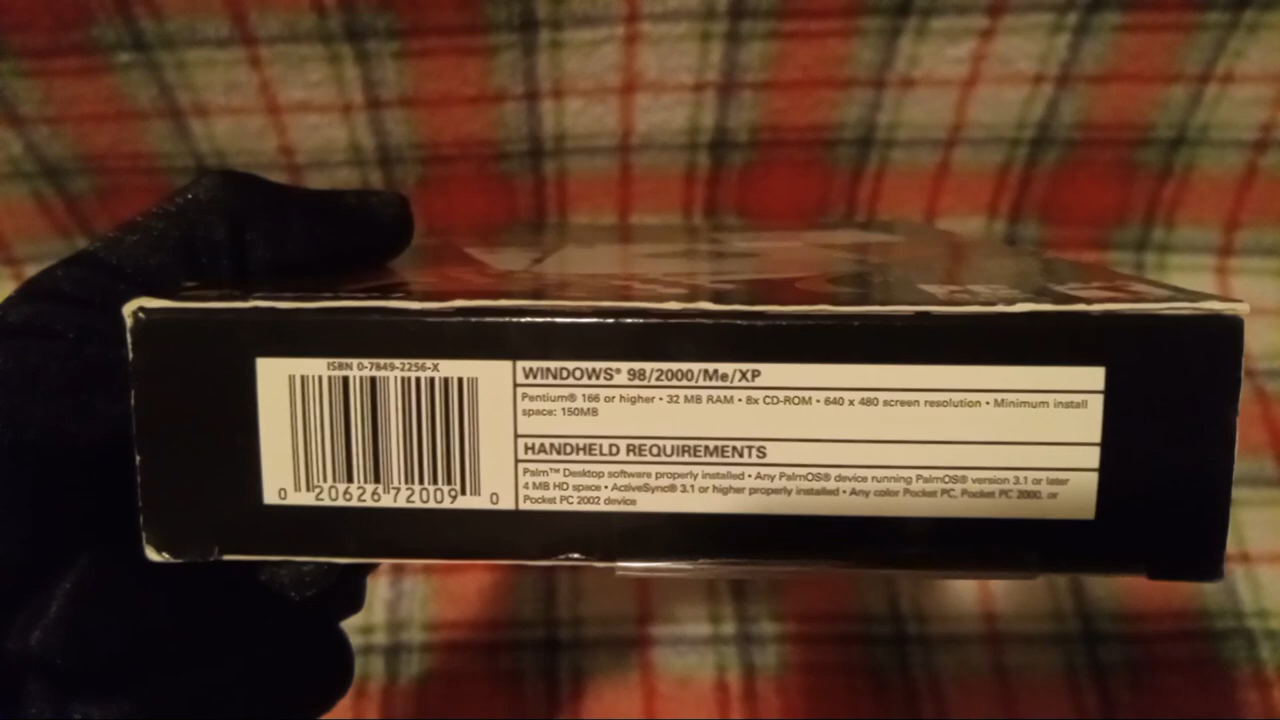 ISBN 0-7849-2256-X
0 20626 72009 0
WINDOWS® 98/2000/Me/XP
Pentium® 166 or higher • 32 MB RAM • 8x CD-ROM • 640 x 480 screen resolution • Minimum install
space: 150MB
HANDHELD REQUIREMENTS
Palm™ Desktop software properly installed • Any PalmOS® device running PalmOS® version 3.1 or later
4 MB HD space • ActiveSync® 3.1 or higher properly installed • Any color Pocket PC, Pocket PC 2000, or
Pocket PC 2002 device